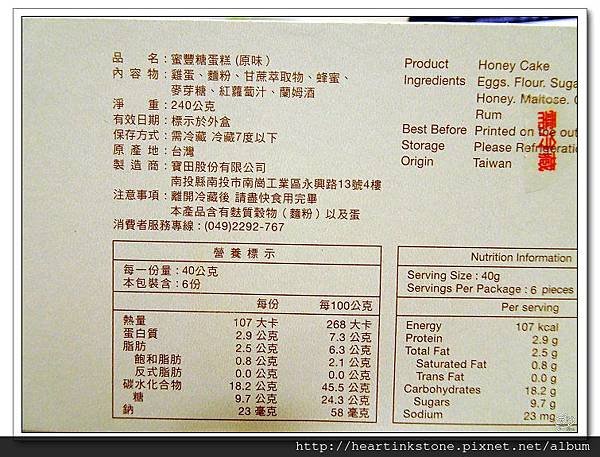 品名：蜜豐糖蛋糕(原味)
內容物：雞蛋、麵粉、甘蔗萃取物、蜂蜜、
麥芽糖、紅蘿蔔汁、蘭姆酒
淨重：240公克
有效日期：標示於外盒
保存方式：需冷藏 冷藏7度以下
原產地：台灣
製造商：寶田股份有限公司
南投縣南投市南崗工業區永興路13號4樓
注意事項：離開冷藏後 請盡快食用完畢
本產品含有麩質穀物（麵粉）以及蛋
消費者服務專線：(049)2292-767
營養標示
每一份量：40公克
本包裝含：6份
每份 每100公克
熱量 107 大卡 268 大卡
蛋白質 2.9 公克 7.3 公克
脂肪 2.5 公克 6.3 公克
飽和脂肪 0.8 公克 2.1 公克
反式脂肪 0.0 公克 0.0 公克
碳水化合物 18.2 公克 45.5 公克
糖 9.7 公克 24.3 公克
鈉 23 毫克 58 毫克
Product Honey Cake
Ingredients Eggs. Flour. Suga
Honey. Maltose. C
Rum
Best Before Printed on the out
Storage Please Refrigeration
Origin Taiwan
Nutrition Information
Serving Size : 40g
Servings Per Package : 6 pieces
Per serving
Energy 107 kcal
Protein 2.9 g
Total Fat 2.5 g
Saturated Fat 0.8 g
Trans Fat 0.0 g
Carbohydrates 18.2 g
Sugars 9.7 g
Sodium 23 mg
http://heartinkstone.pixnet.net/album